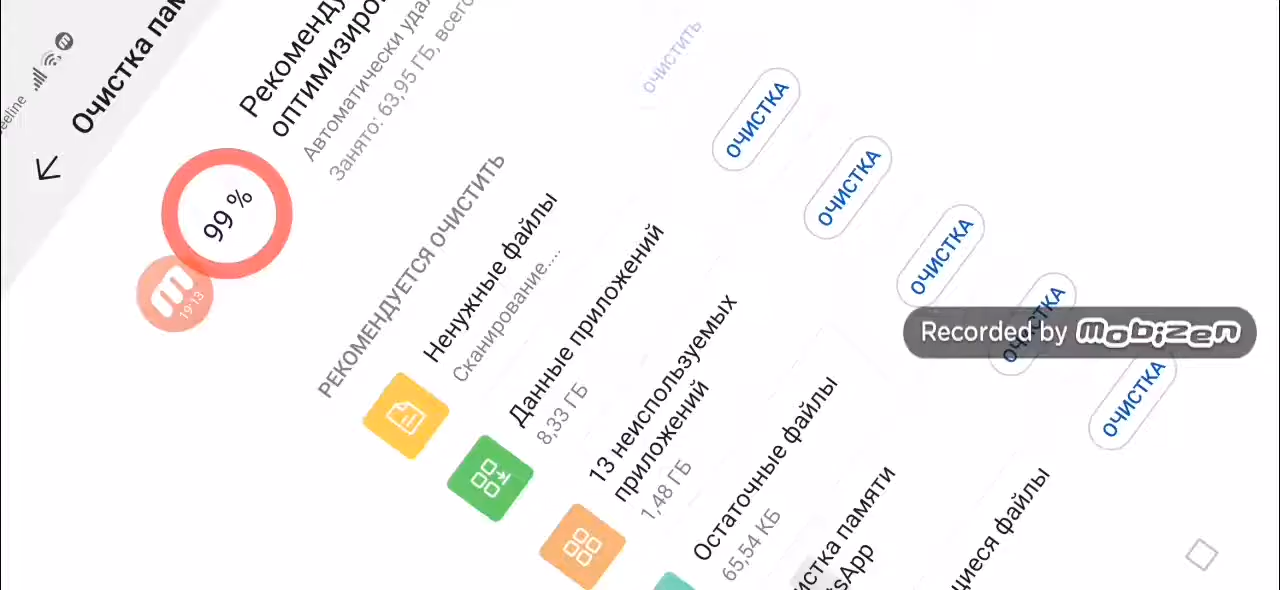 eeline
Очистка пам
99 %
19:13
Рекоменду
оптимизиро
Автоматически уда
Занято: 63,95 ГБ, всего
ОЧИСТИТЬ
РЕКОМЕНДУЕТСЯ ОЧИСТИТЬ
Ненужные файлы
Сканирование....
Данные приложений
8,33 ГБ
ОЧИСТКА
13 неиспользуемых
приложений
1,48 ГБ
ОЧИСТКА
Остаточные файлы
65,54 КБ
ОЧИСТКА
истка памяти
sApp
ОЧИСТКА
щиеся файлы
ОЧИСТКА
Recorded by mobizen